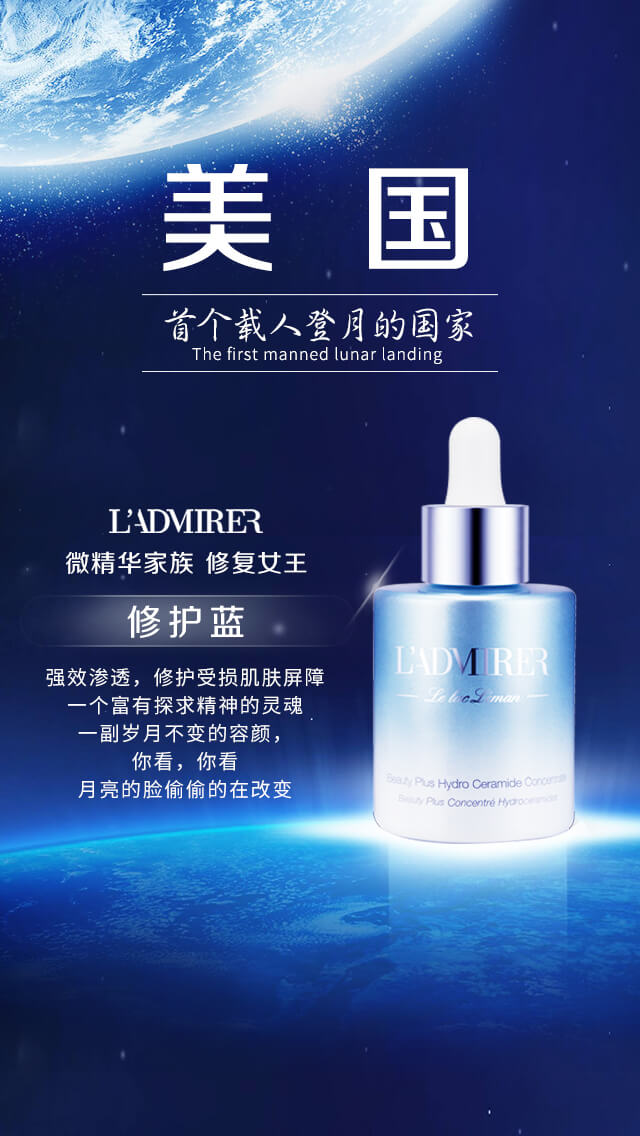 美 国
首个载人登月的国家
The first manned lunar landing
L'ADMIRER
微精华家族 修复女王
修护蓝
强效渗透，修护受损肌肤屏障
一个富有探求精神的灵魂
一副岁月不变的容颜，
你看，你看
月亮的脸偷偷的在改变
L'ADMIRER
Le lac Léman
Beauty Plus Hydro Ceramide Concentrate
Beauty Plus Concentré Hydroceramides